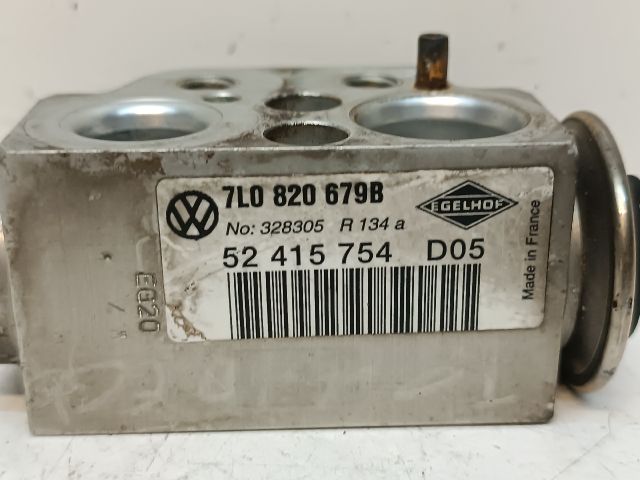 7L0 820 679B
EGELHOF
No: 328305 R 134 a
52 415 754 D05
Made in France
EG20